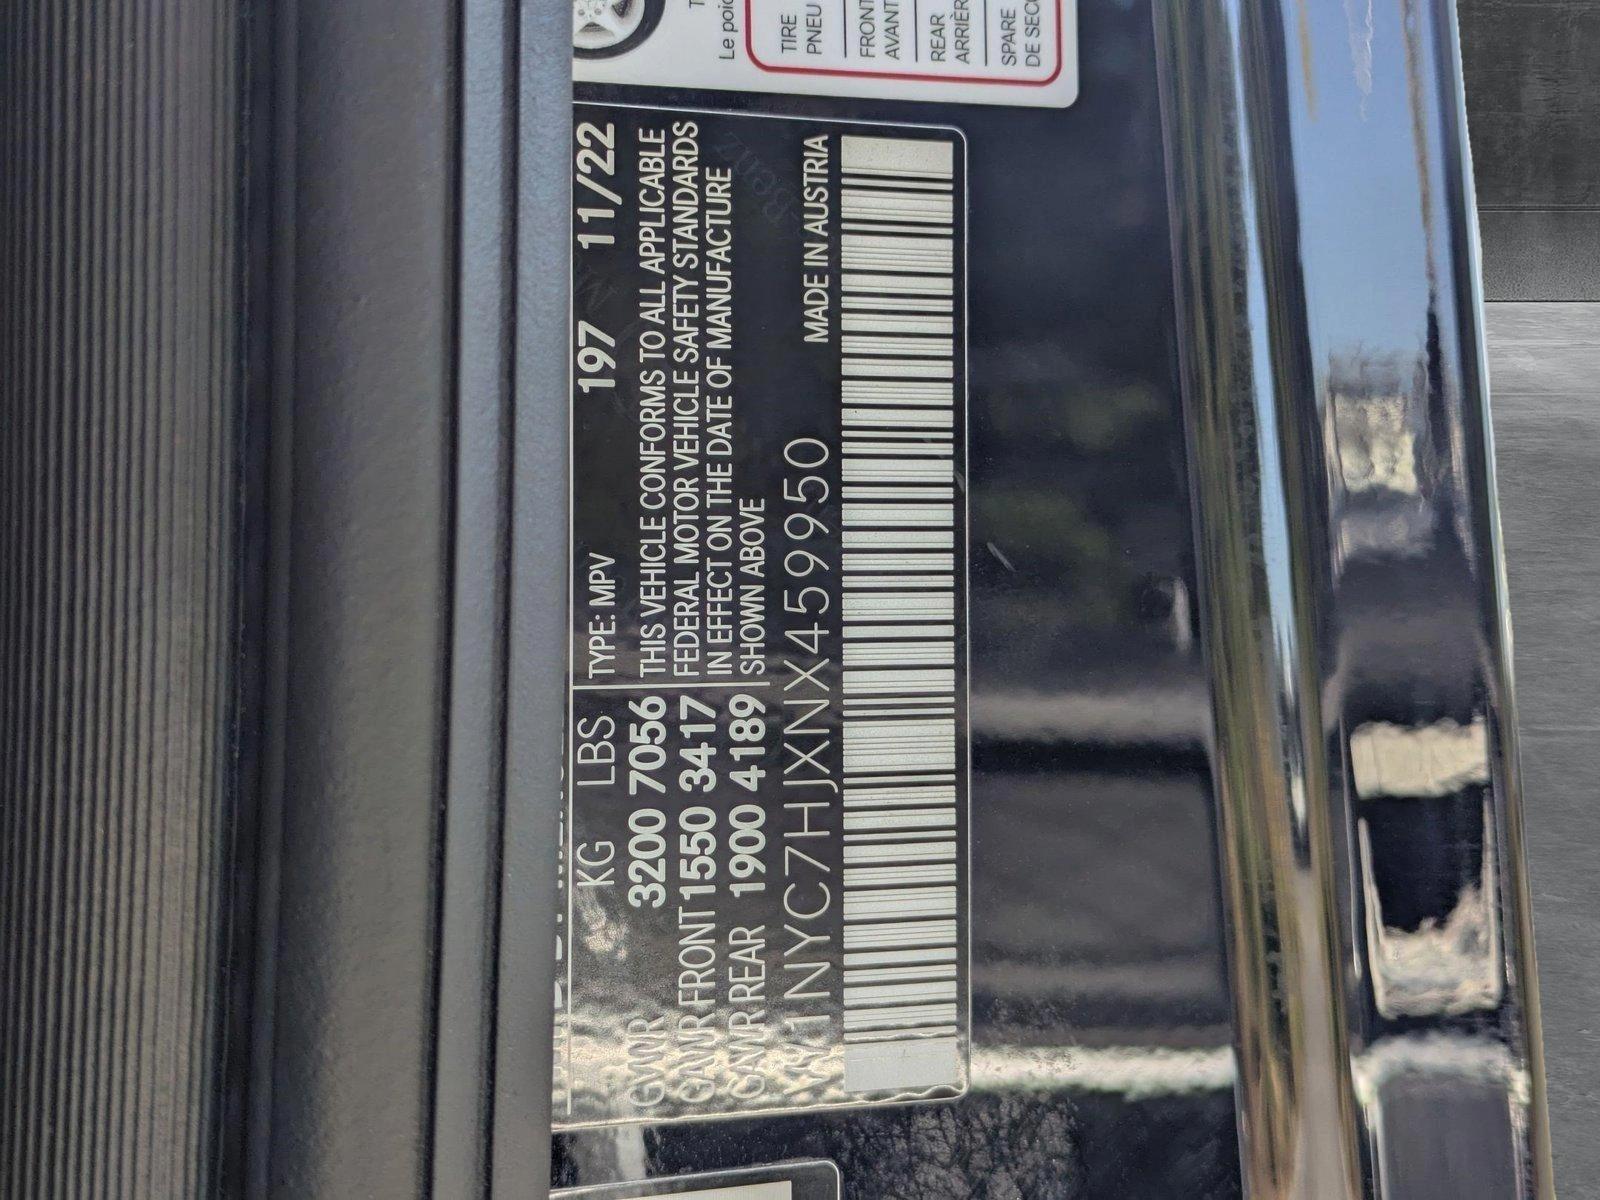 KG LBS TYPE: MPV 197 11/22
GVWR 3200 7056 THIS VEHICLE CONFORMS TO ALL APPLICABLE
GAWR FRONT 1550 3417 FEDERAL MOTOR VEHICLE SAFETY STANDARDS
GAWR REAR 1900 4189 IN EFFECT ON THE DATE OF MANUFACTURE
SHOWN ABOVE
W1NYC7HJXNX459950 MADE IN AUSTRIA
Le poid
TIRE
PNEU
FRONT
AVANT
REAR
ARRIÈR
SPARE
DE SECO